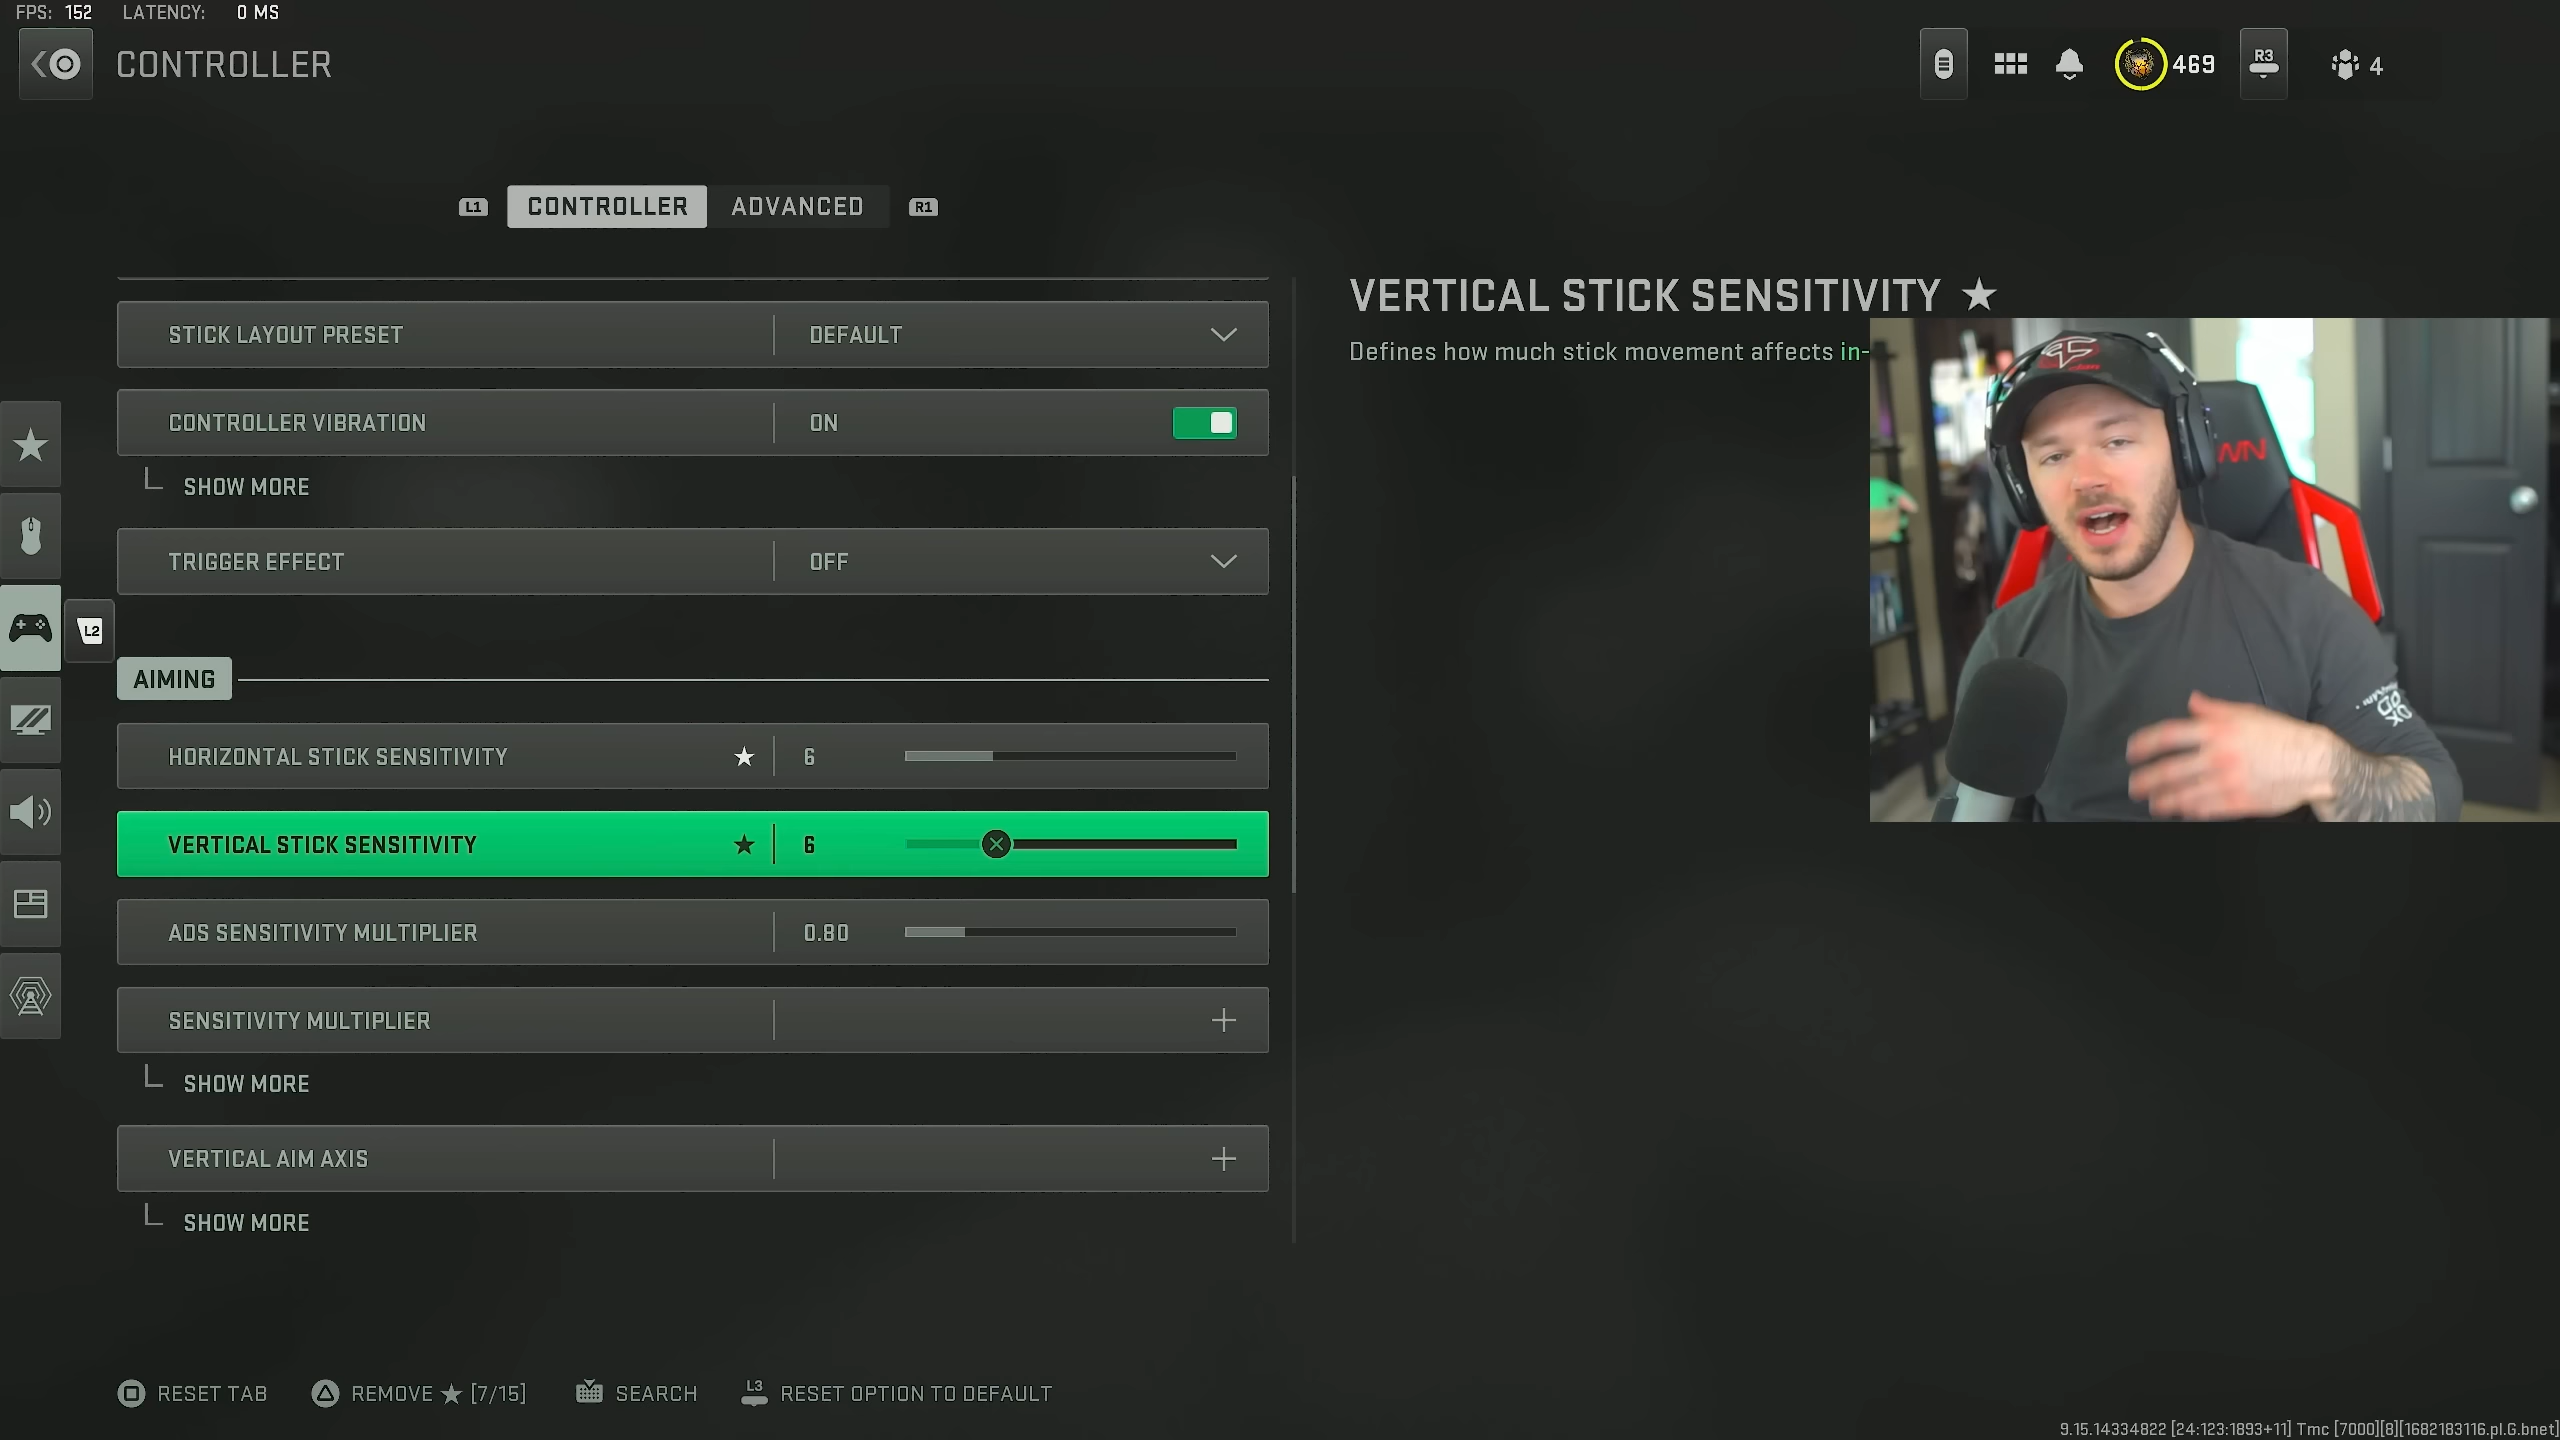 FPS: 152 LATENCY: 0 MS
CONTROLLER
469
R3
4
L1 CONTROLLER ADVANCED R1
STICK LAYOUT PRESET DEFAULT
CONTROLLER VIBRATION ON
SHOW MORE
TRIGGER EFFECT OFF
L2
AIMING
HORIZONTAL STICK SENSITIVITY 6
VERTICAL STICK SENSITIVITY 6
ADS SENSITIVITY MULTIPLIER 0.80
SENSITIVITY MULTIPLIER
SHOW MORE
VERTICAL AIM AXIS
SHOW MORE
VERTICAL STICK SENSITIVITY
Defines how much stick movement affects in-
RESET TAB REMOVE ★ [7/15] SEARCH L3 RESET OPTION TO DEFAULT
9.15.14334822 [24:123:1893+11] Tmc [7000][8][1682183116.pl.G.bnet]